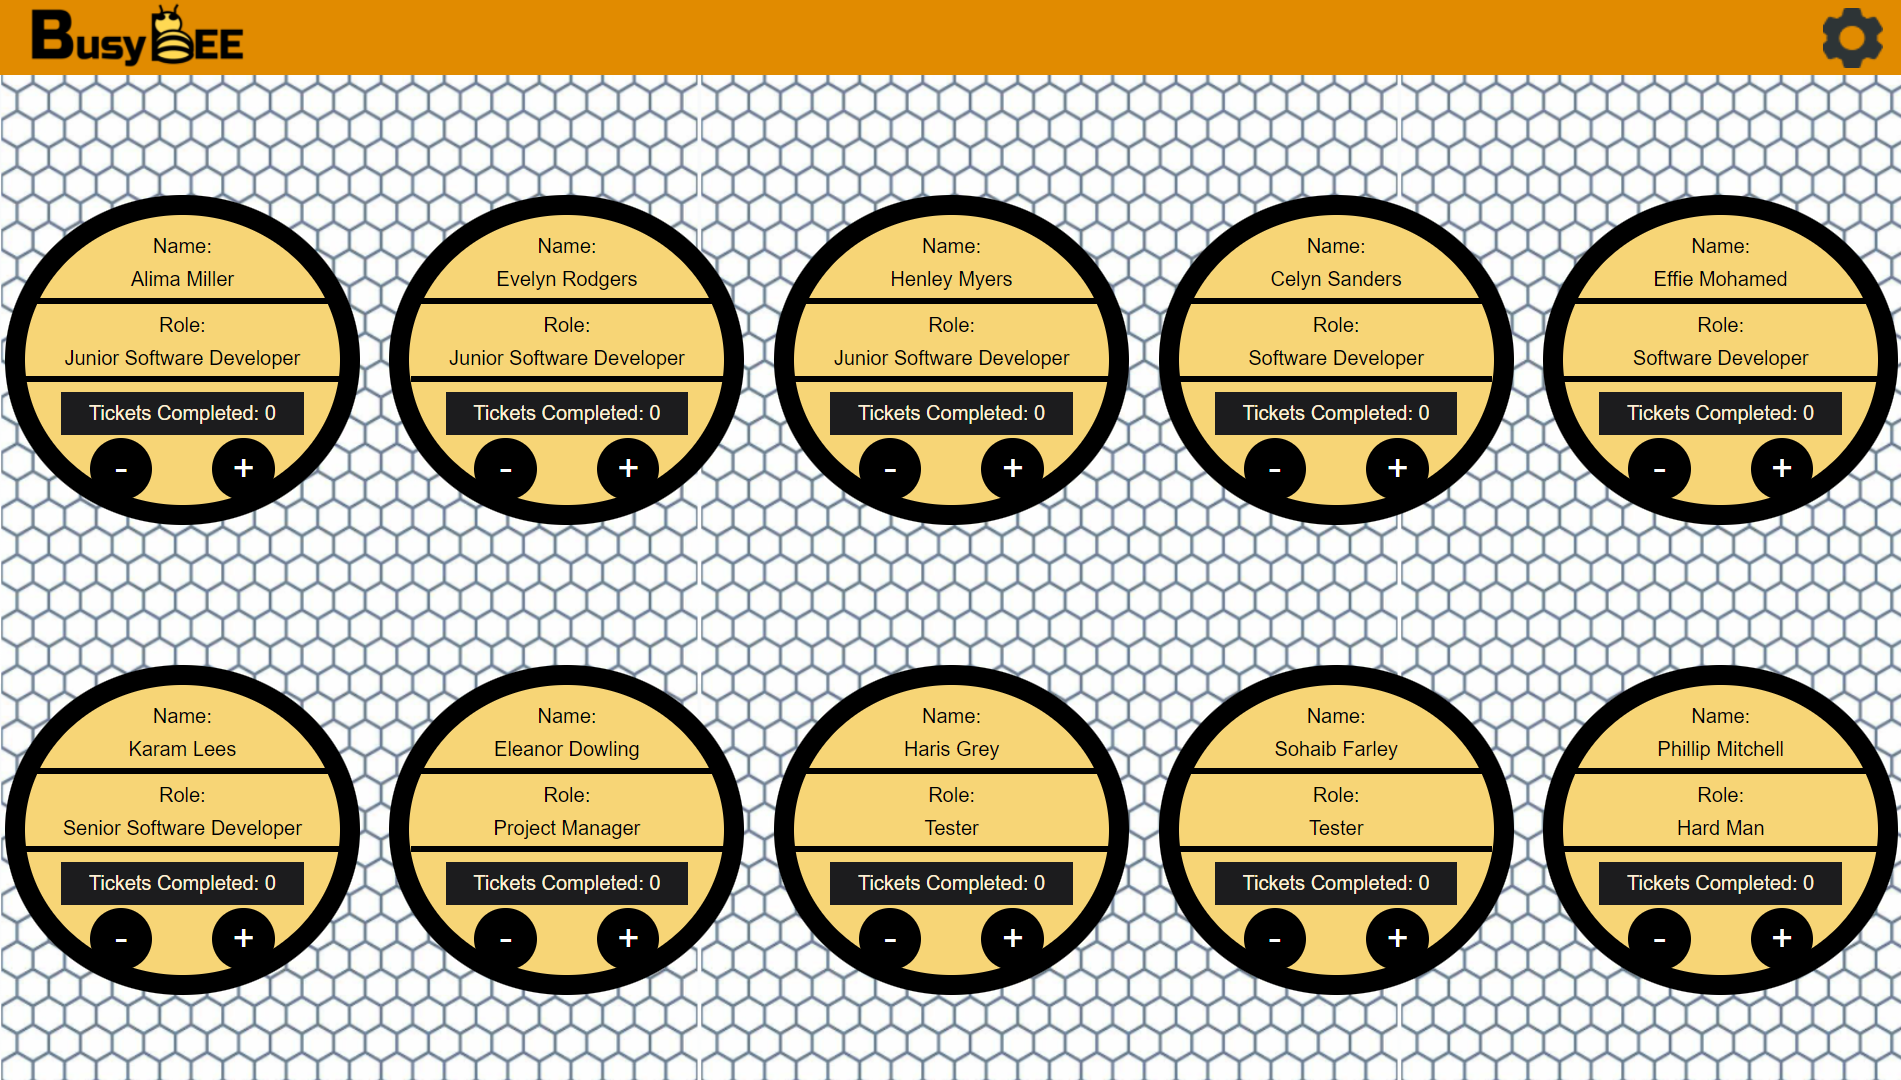 BusyBEE
Name:
Alima Miller
Role:
Junior Software Developer
Tickets Completed: 0
- +
Name:
Evelyn Rodgers
Role:
Junior Software Developer
Tickets Completed: 0
- +
Name:
Henley Myers
Role:
Junior Software Developer
Tickets Completed: 0
- +
Name:
Celyn Sanders
Role:
Software Developer
Tickets Completed: 0
- +
Name:
Effie Mohamed
Role:
Software Developer
Tickets Completed: 0
- +
Name:
Karam Lees
Role:
Senior Software Developer
Tickets Completed: 0
- +
Name:
Eleanor Dowling
Role:
Project Manager
Tickets Completed: 0
- +
Name:
Haris Grey
Role:
Tester
Tickets Completed: 0
- +
Name:
Sohaib Farley
Role:
Tester
Tickets Completed: 0
- +
Name:
Phillip Mitchell
Role:
Hard Man
Tickets Completed: 0
- +